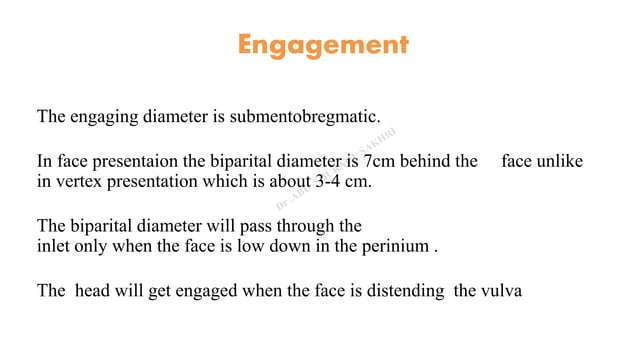 Engagement
The engaging diameter is submentobregmatic.
In face presentaion the biparital diameter is 7cm behind the face unlike
in vertex presentation which is about 3-4 cm.
The biparital diameter will pass through the
inlet only when the face is low down in the perinium .
The head will get engaged when the face is distending the vulva